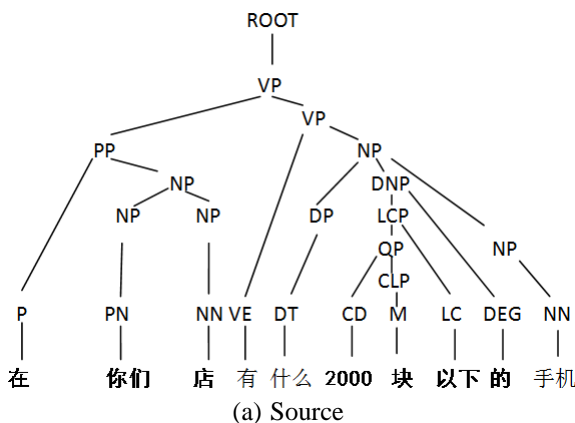 ROOT
VP
VP
PP NP
NP DNP
NP NP DP LCP
QP NP
CLP
P PN NN VE DT CD M LC DEG NN
在 你们 店 有 什么 2000 块 以下 的 手机
(a) Source